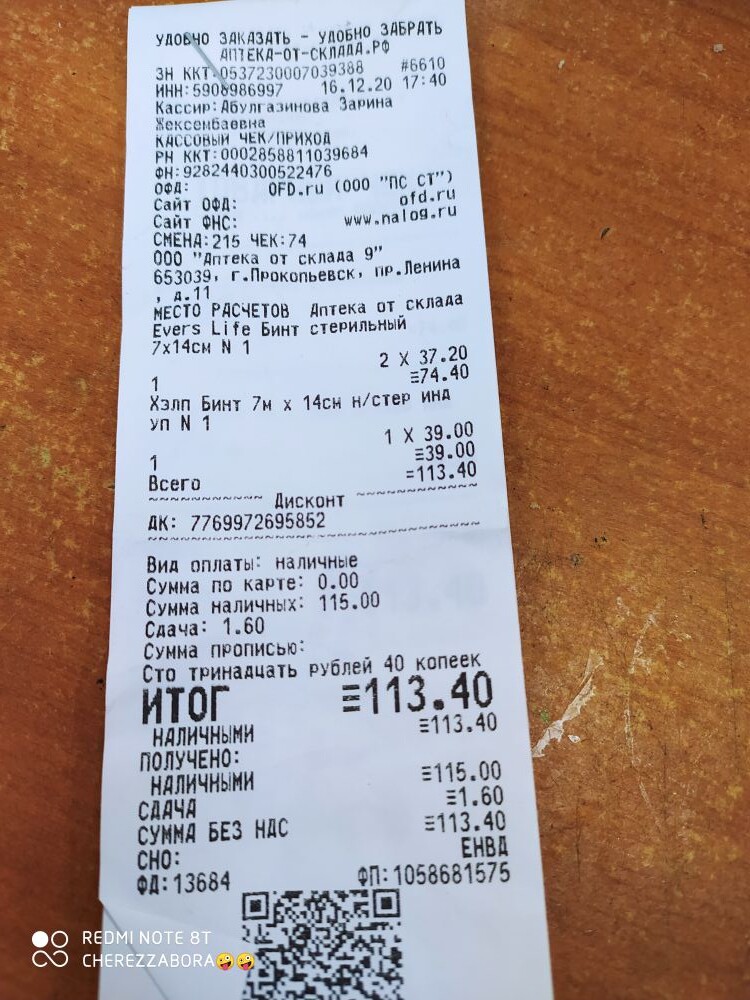 УДОБНО ЗАКАЗАТЬ - УДОБНО ЗАБРАТЬ
АПТЕКА-ОТ-СКЛАДА.РФ
ЗН ККТ:0537230007039388 #6610
ИНН:5908986997 16.12.20 17:40
Кассир:Абулгазинова Зарина
Жексембаевна
КАССОВЫЙ ЧЕК/ПРИХОД
РН ККТ:0002858811039684
ФН:9282440300522476
ОФД: OFD.ru (ООО "ПС СТ")
Сайт ОФД: ofd.ru
Сайт ФНС: www.nalog.ru
СМЕНА:215 ЧЕК:74
ООО "Аптека от склада 9"
653039, г.Прокопьевск, пр.Ленина
, д.11
МЕСТО РАСЧЕТОВ Аптека от склада
Evers Life Бинт стерильный
7х14см N 1
2 X 37.20
1 ≡74.40
Хэлп Бинт 7м х 14см н/стер инд
уп N 1
1 X 39.00
1 ≡39.00
Всего =113.40
~~~~~~~~~~~ Дисконт ~~~~~~~~~~~~
ДК: 7769972695852
~~~~~~~~~~~~~~~~~~~~~~~~~~~~~~~~
Вид оплаты: наличные
Сумма по карте: 0.00
Сумма наличных: 115.00
Сдача: 1.60
Сумма прописью:
Сто тринадцать рублей 40 копеек
ИТОГ ≡113.40
НАЛИЧНЫМИ ≡113.40
ПОЛУЧЕНО:
НАЛИЧНЫМИ ≡115.00
СДАЧА ≡1.60
СУММА БЕЗ НДС ≡113.40
СНО: ЕНВД
ФД:13684 ФП:1058681575
REDMI NOTE 8T
CHEREZZABORA🤪🤪